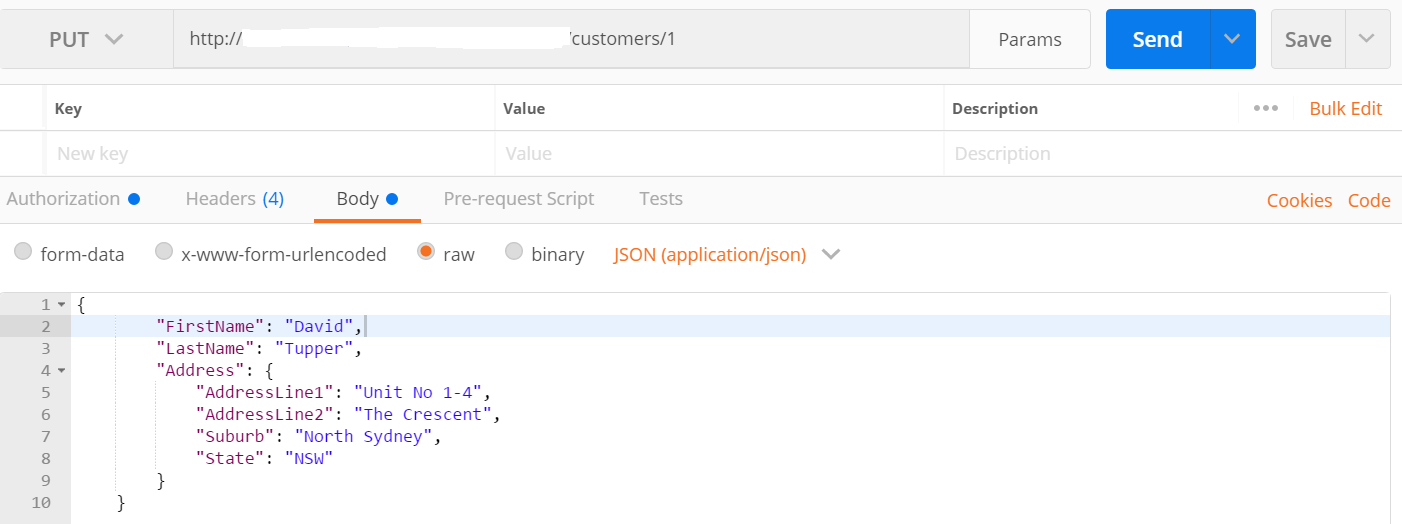 PUT http:// /customers/1 Params Send Save
Key Value Description ••• Bulk Edit
New key Value Description
Authorization Headers (4) Body Pre-request Script Tests Cookies Code
form-data x-www-form-urlencoded raw binary JSON (application/json)
1 {
2 "FirstName": "David",
3 "LastName": "Tupper",
4 "Address": {
5 "AddressLine1": "Unit No 1-4",
6 "AddressLine2": "The Crescent",
7 "Suburb": "North Sydney",
8 "State": "NSW"
9 }
10 }